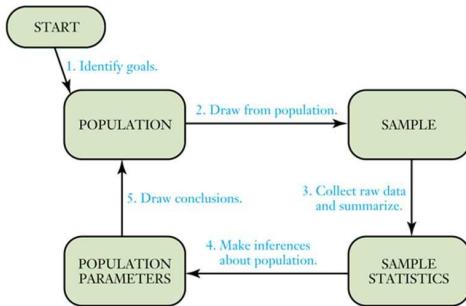 START
1. Identify goals.
POPULATION
2. Draw from population.
SAMPLE
3. Collect raw data
and summarize.
5. Draw conclusions.
4. Make inferences
about population.
POPULATION
PARAMETERS
SAMPLE
STATISTICS